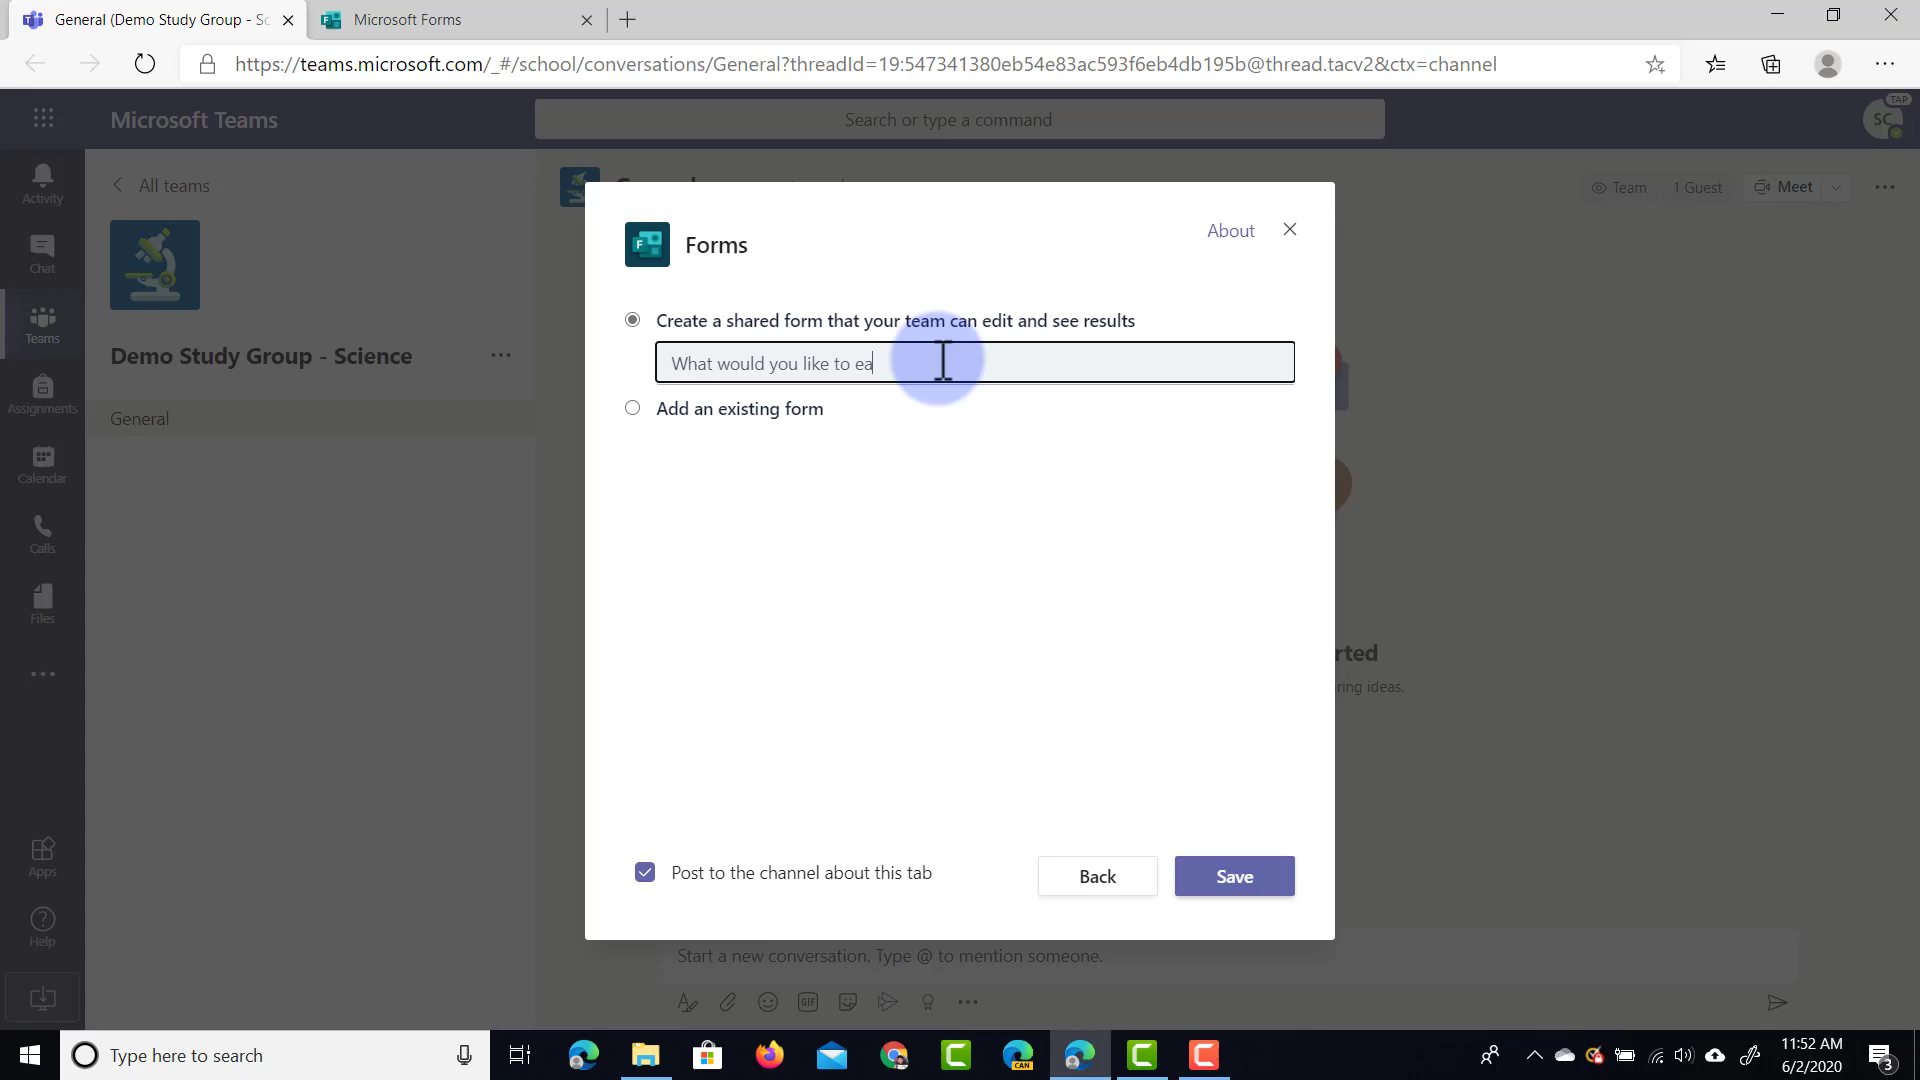 General (Demo Study Group - Sc
Microsoft Forms
https://teams.microsoft.com/_#/school/conversations/General?threadId=19:547341380eb54e83ac593f6eb4db195b@thread.tacv2&ctx=channel
Microsoft Teams
Search or type a command
TAP
SC
Activity
Chat
Teams
Assignments
Calendar
Calls
Files
Apps
Help
All teams
Demo Study Group - Science
General
Team
1 Guest
Meet
F
Forms
About
Create a shared form that your team can edit and see results
What would you like to ea
Add an existing form
rted
ring ideas.
Post to the channel about this tab
Back
Save
Start a new conversation. Type @ to mention someone.
GIF
Type here to search
CAN
11:52 AM
6/2/2020
3